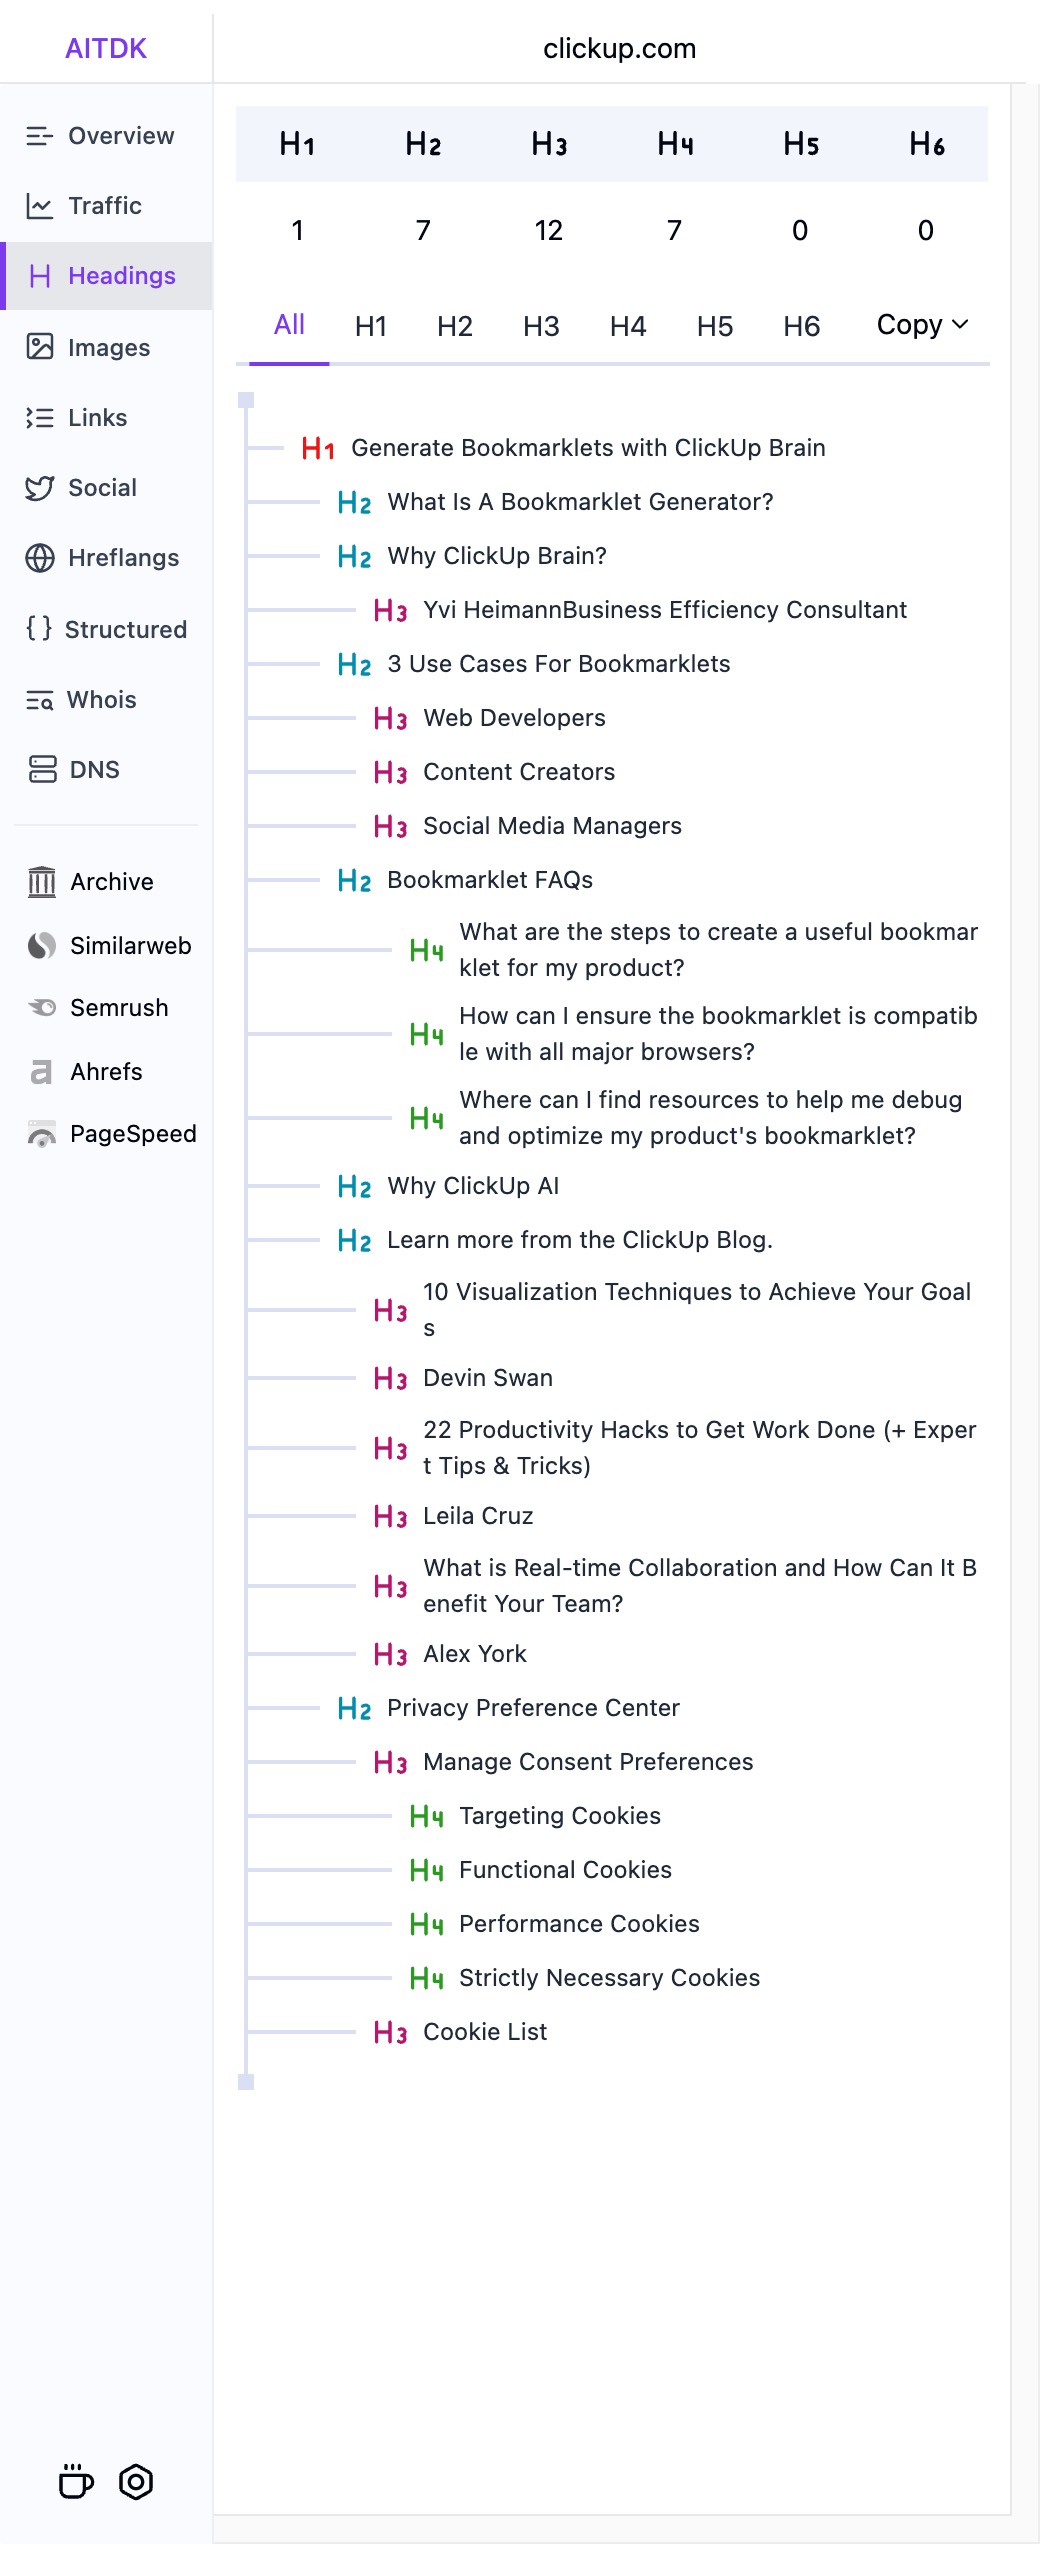 AITDK
clickup.com
Overview
Traffic
Headings
Images
Links
Social
Hreflangs
Structured
Whois
DNS
Archive
Similarweb
Semrush
Ahrefs
PageSpeed
H1 H2 H3 H4 H5 H6
1 7 12 7 0 0
All H1 H2 H3 H4 H5 H6 Copy
H1 Generate Bookmarklets with ClickUp Brain
H2 What Is A Bookmarklet Generator?
H2 Why ClickUp Brain?
H3 Yvi HeimannBusiness Efficiency Consultant
H2 3 Use Cases For Bookmarklets
H3 Web Developers
H3 Content Creators
H3 Social Media Managers
H2 Bookmarklet FAQs
H4 What are the steps to create a useful bookmar
klet for my product?
H4 How can I ensure the bookmarklet is compatib
le with all major browsers?
H4 Where can I find resources to help me debug
and optimize my product's bookmarklet?
H2 Why ClickUp AI
H2 Learn more from the ClickUp Blog.
H3 10 Visualization Techniques to Achieve Your Goal
s
H3 Devin Swan
H3 22 Productivity Hacks to Get Work Done (+ Exper
t Tips & Tricks)
H3 Leila Cruz
H3 What is Real-time Collaboration and How Can It B
enefit Your Team?
H3 Alex York
H2 Privacy Preference Center
H3 Manage Consent Preferences
H4 Targeting Cookies
H4 Functional Cookies
H4 Performance Cookies
H4 Strictly Necessary Cookies
H3 Cookie List